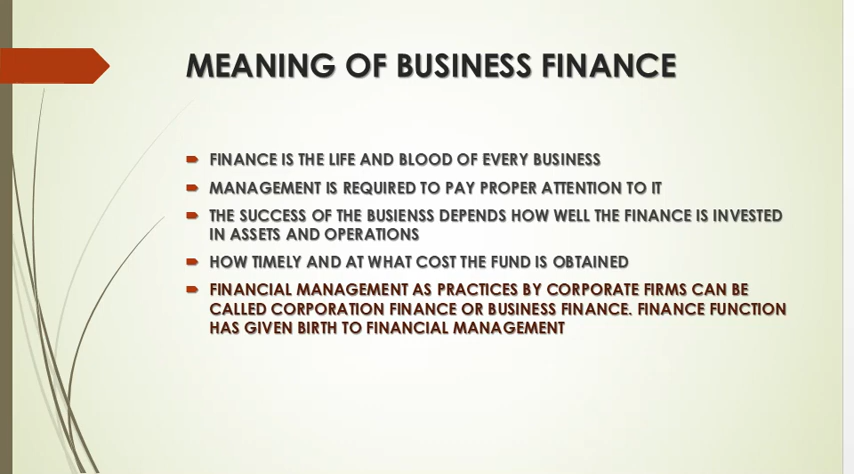 MEANING OF BUSINESS FINANCE
FINANCE IS THE LIFE AND BLOOD OF EVERY BUSINESS
MANAGEMENT IS REQUIRED TO PAY PROPER ATTENTION TO IT
THE SUCCESS OF THE BUSIENSS DEPENDS HOW WELL THE FINANCE IS INVESTED
IN ASSETS AND OPERATIONS
HOW TIMELY AND AT WHAT COST THE FUND IS OBTAINED
FINANCIAL MANAGEMENT AS PRACTICES BY CORPORATE FIRMS CAN BE
CALLED CORPORATION FINANCE OR BUSINESS FINANCE. FINANCE FUNCTION
HAS GIVEN BIRTH TO FINANCIAL MANAGEMENT